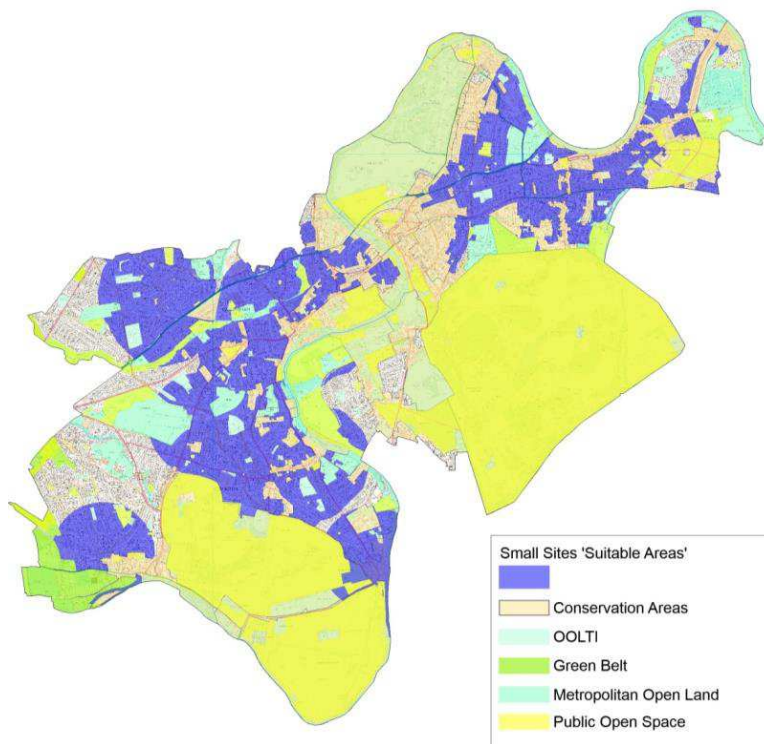 Small Sites 'Suitable Areas'
Conservation Areas
OOLTI
Green Belt
Metropolitan Open Land
Public Open Space